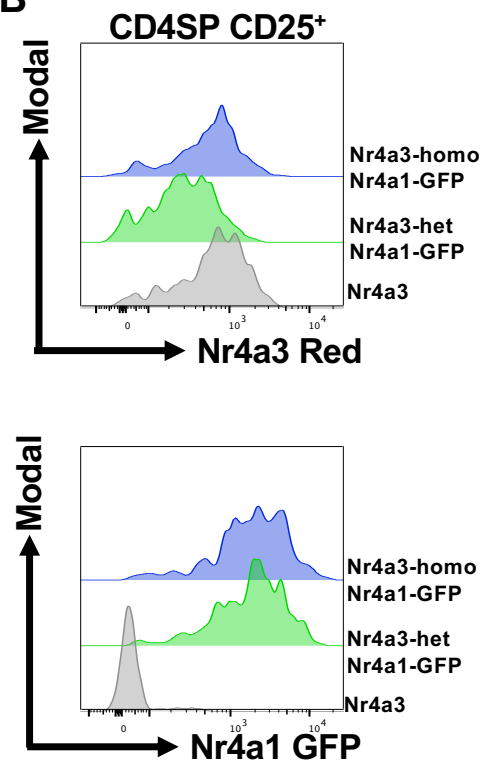 B
CD4SP CD25⁺
Modal
Nr4a3-homo
Nr4a1-GFP
Nr4a3-het
Nr4a1-GFP
Nr4a3
0 10³ 10⁴
Nr4a3 Red
Modal
Nr4a3-homo
Nr4a1-GFP
Nr4a3-het
Nr4a1-GFP
Nr4a3
0 10³ 10⁴
Nr4a1 GFP